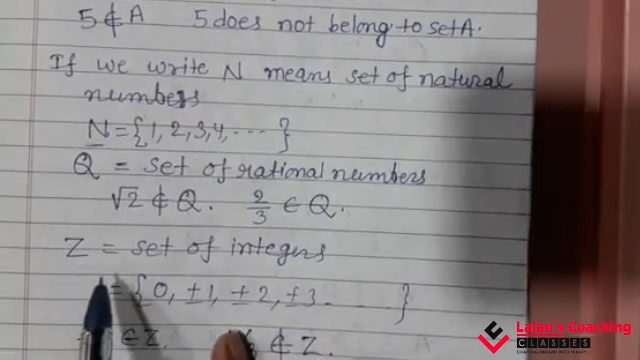 5 ∉ A 5 does not belong to set A.
If we write N means set of natural
numbers
N = {1, 2, 3, 4, ---- }
Q = set of rational numbers
√2 ∉ Q. 2/3 ∈ Q.
Z = set of integers
= {0, ±1, ±2, ±3 - - - - - }
∈ Z. ∉ Z.
Lalan's Coaching
CLASSES